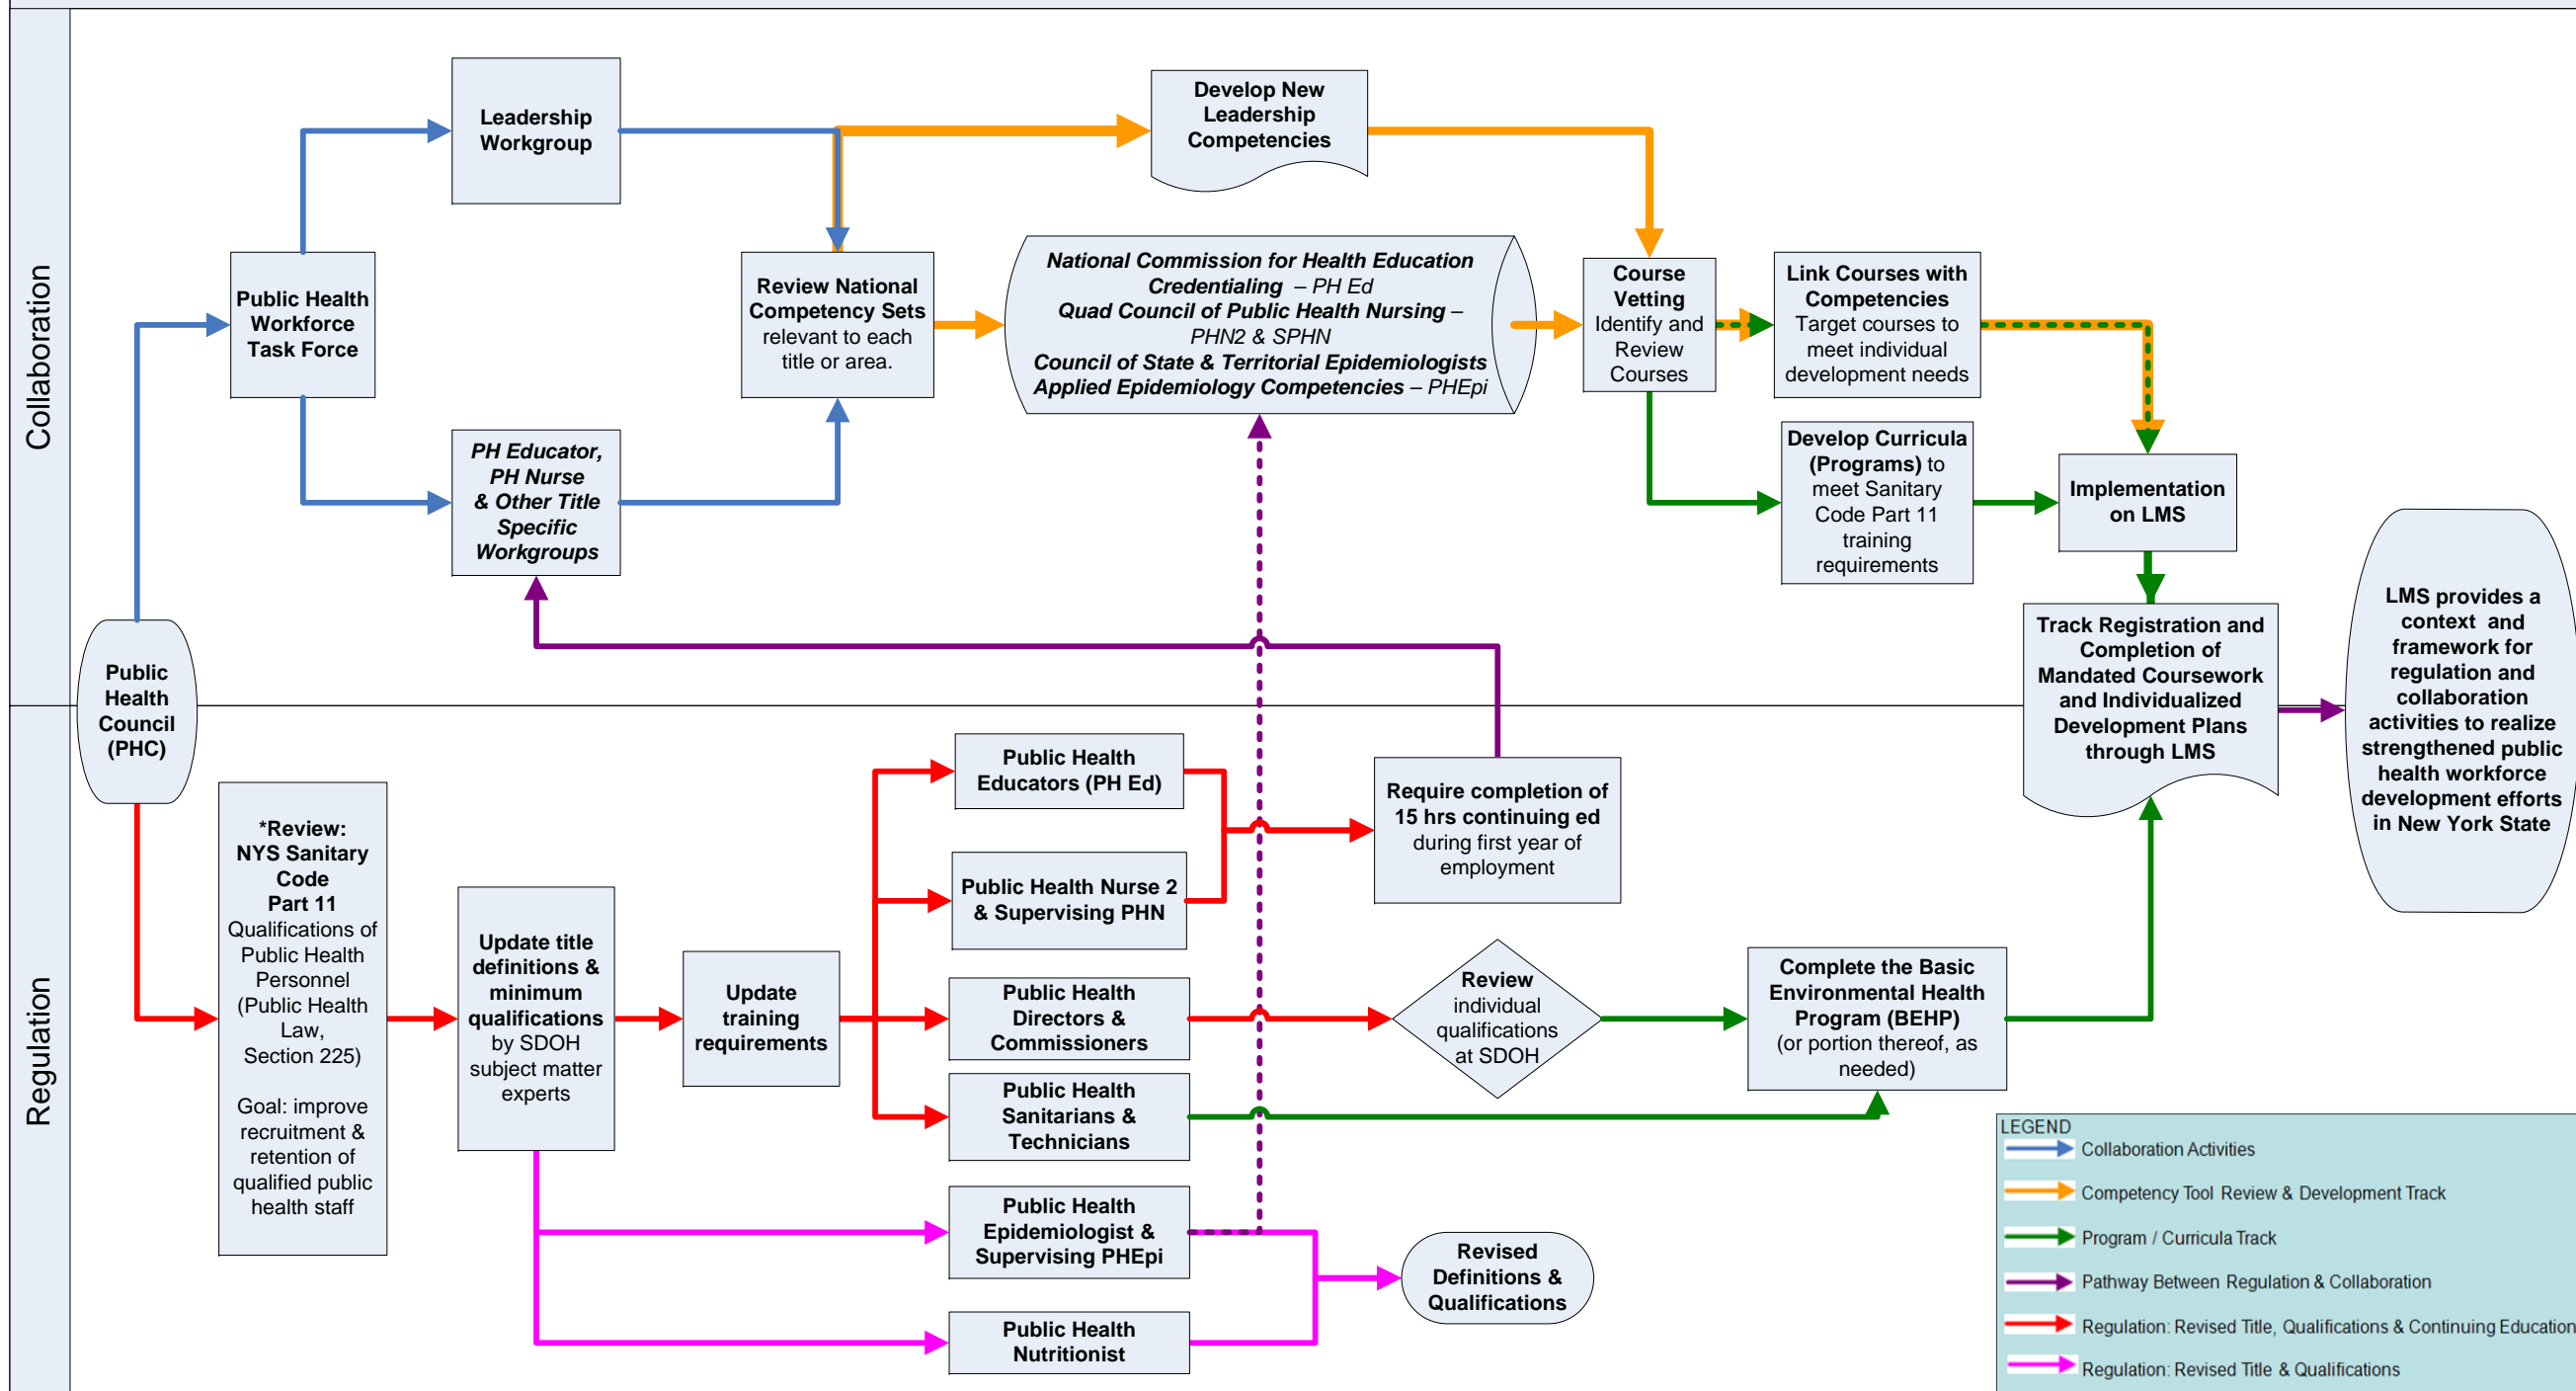 Collaboration
Leadership
Workgroup
Develop New
Leadership
Competencies
Public Health
Workforce
Task Force
Review National
Competency Sets
relevant to each
title or area.
National Commission for Health Education
Credentialing – PH Ed
Quad Council of Public Health Nursing –
PHN2 & SPHN
Council of State & Territorial Epidemiologists
Applied Epidemiology Competencies – PHEpi
Course
Vetting
Identify and
Review
Courses
Link Courses with
Competencies
Target courses to
meet individual
development needs
PH Educator,
PH Nurse
& Other Title
Specific
Workgroups
Develop Curricula
(Programs) to
meet Sanitary
Code Part 11
training
requirements
Implementation
on LMS
Public
Health
Council
(PHC)
Track Registration and
Completion of
Mandated Coursework
and Individualized
Development Plans
through LMS
LMS provides a
context and
framework for
regulation and
collaboration
activities to realize
strengthened public
health workforce
development efforts
in New York State
Regulation
*Review:
NYS Sanitary
Code
Part 11
Qualifications of
Public Health
Personnel
(Public Health
Law,
Section 225)
Goal: improve
recruitment &
retention of
qualified public
health staff
Update title
definitions &
minimum
qualifications
by SDOH
subject matter
experts
Update
training
requirements
Public Health
Educators (PH Ed)
Public Health Nurse 2
& Supervising PHN
Public Health
Directors &
Commissioners
Public Health
Sanitarians &
Technicians
Public Health
Epidemiologist &
Supervising PHEpi
Public Health
Nutritionist
Require completion of
15 hrs continuing ed
during first year of
employment
Review
individual
qualifications
at SDOH
Complete the Basic
Environmental Health
Program (BEHP)
(or portion thereof, as
needed)
Revised
Definitions &
Qualifications
LEGEND
Collaboration Activities
Competency Tool Review & Development Track
Program / Curricula Track
Pathway Between Regulation & Collaboration
Regulation: Revised Title, Qualifications & Continuing Education
Regulation: Revised Title & Qualifications